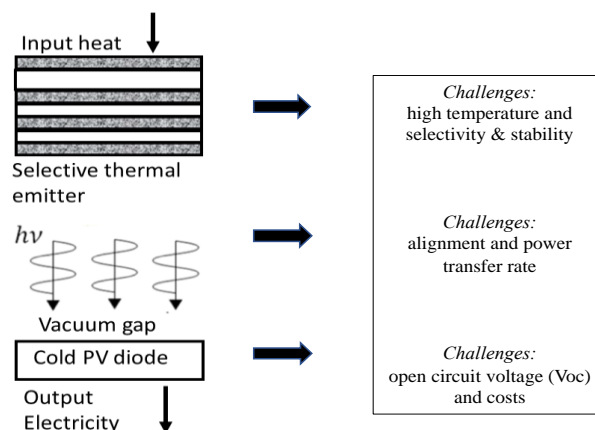 Input heat
Selective thermal
emitter
hν
Vacuum gap
Cold PV diode
Output
Electricity
Challenges:
high temperature and
selectivity & stability
Challenges:
alignment and power
transfer rate
Challenges:
open circuit voltage (Voc)
and costs